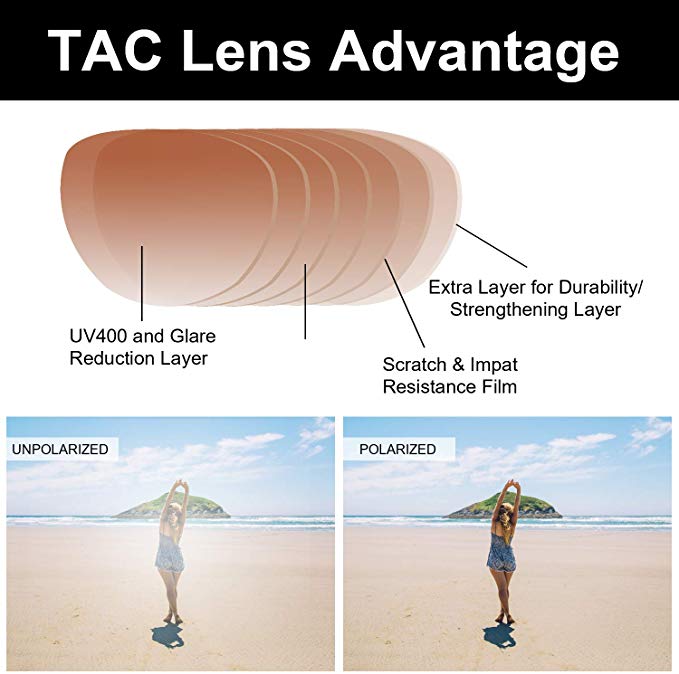 TAC Lens Advantage
UV400 and Glare
Reduction Layer
Extra Layer for Durability/
Strengthening Layer
Scratch & Impat
Resistance Film
UNPOLARIZED
POLARIZED